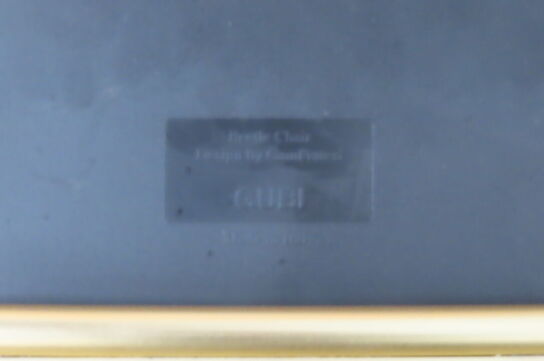 Beetle Chair
Design By GamFratesi
GUBI